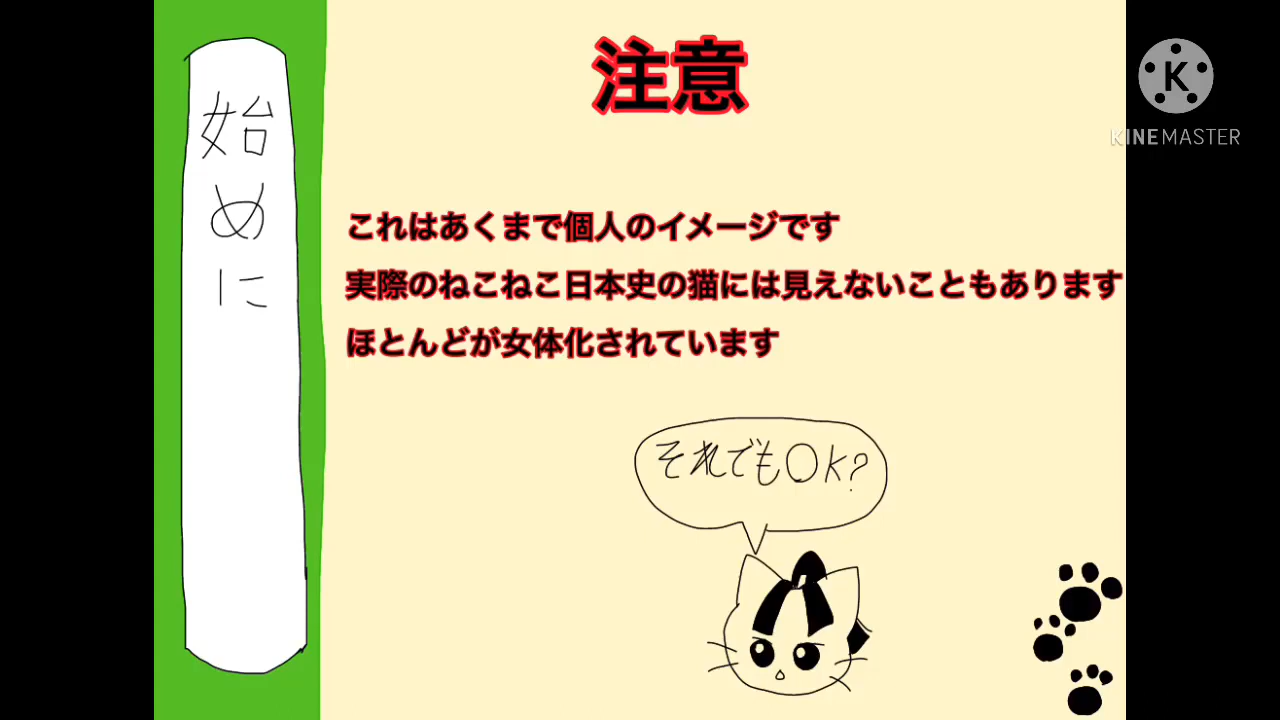 注意
始めに
これはあくまで個人のイメージです
実際のねこねこ日本史の猫には見えないこともあります
ほとんどが女体化されています
それでもOK?
K
KINEMASTER